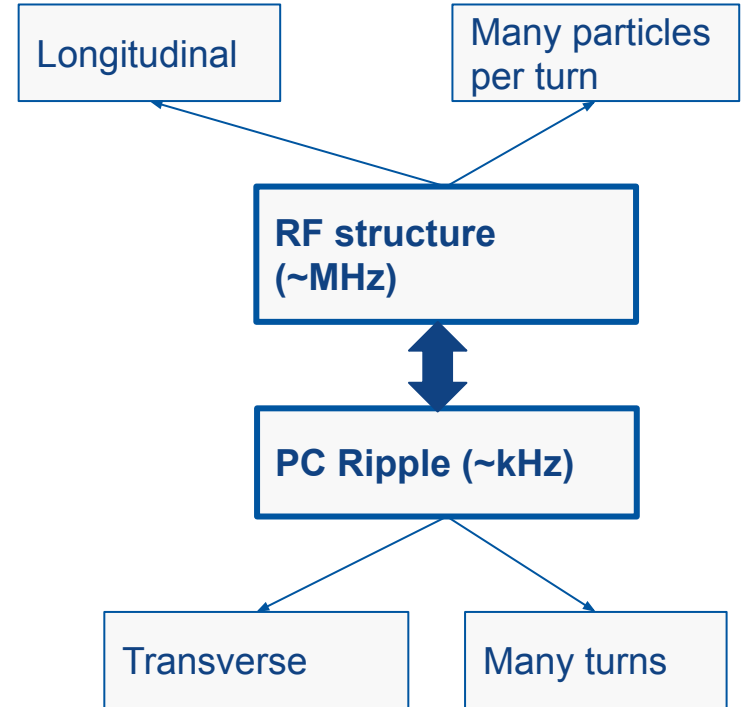 Longitudinal
Many particles
per turn
RF structure
(~MHz)
PC Ripple (~kHz)
Transverse
Many turns